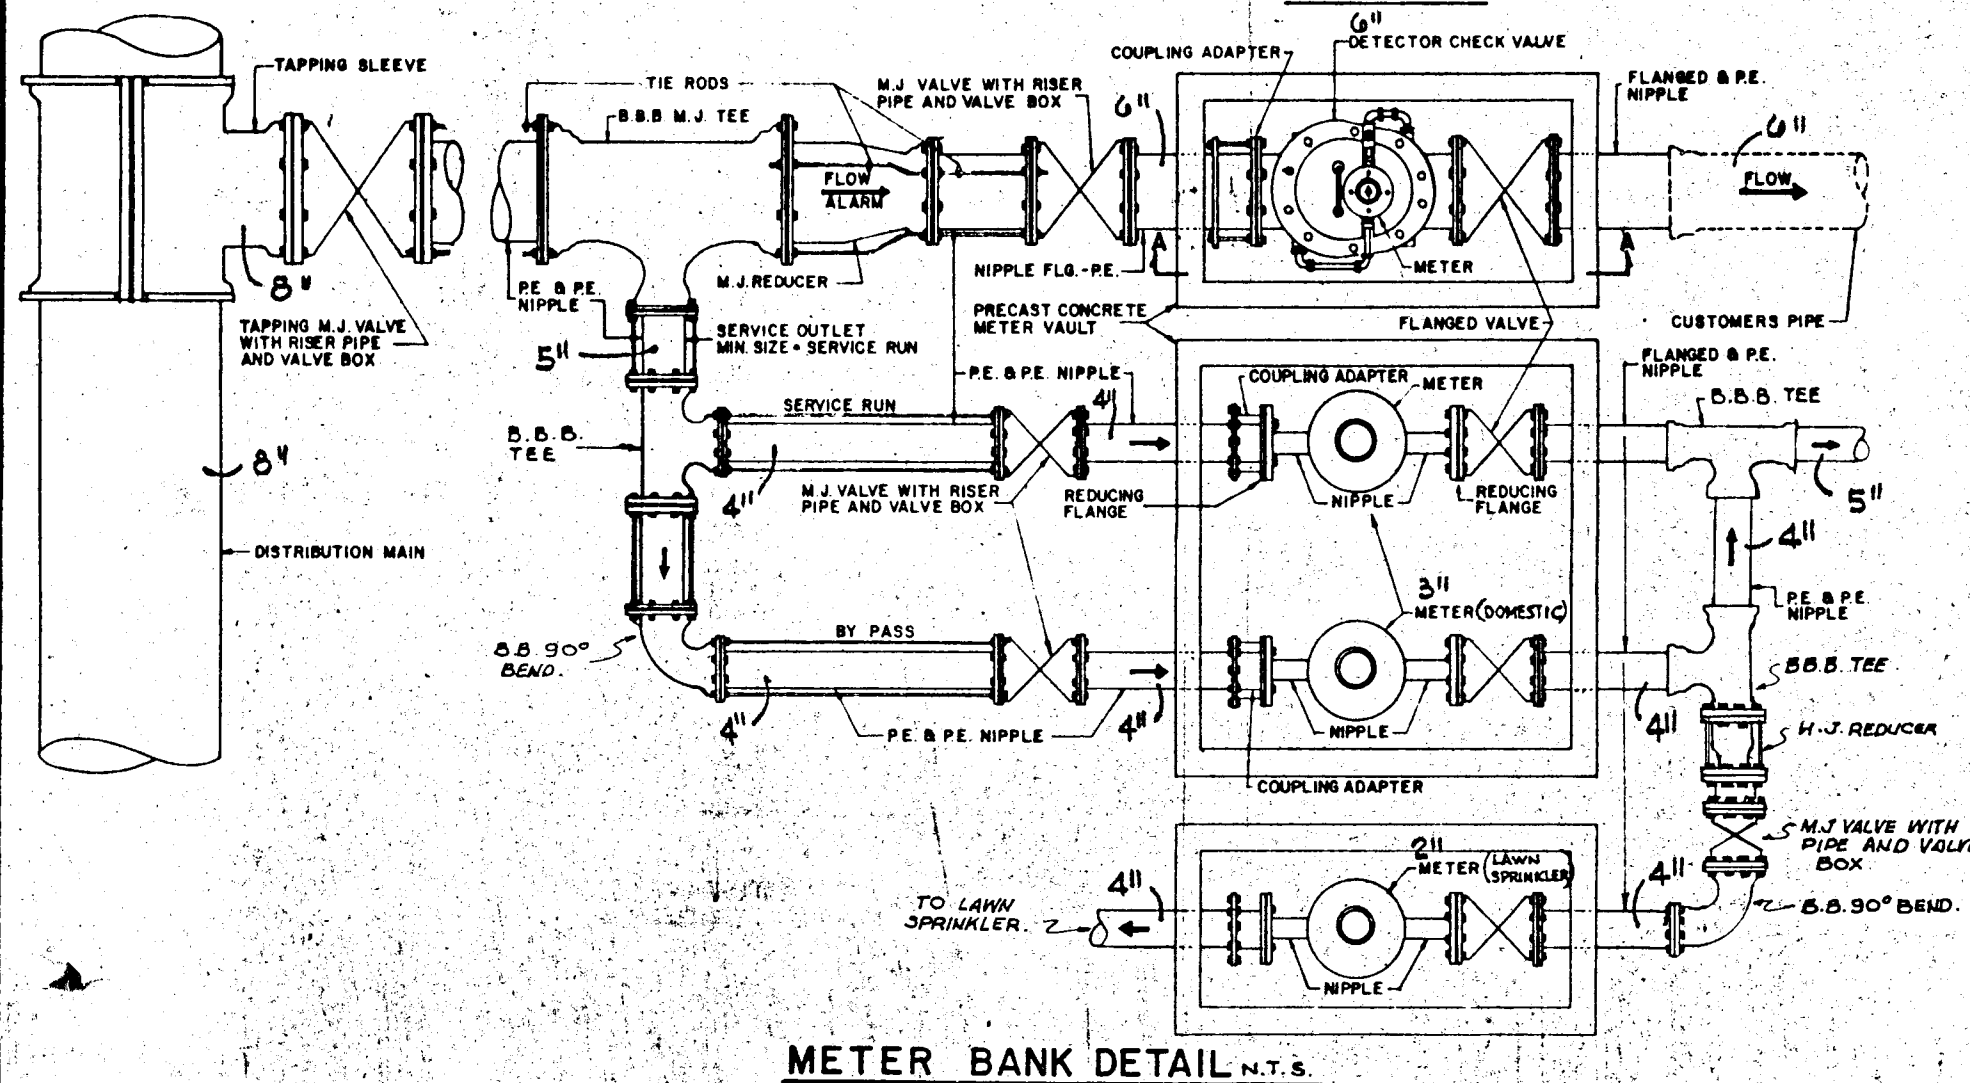 6"
DETECTOR CHECK VALVE
COUPLING ADAPTER
TAPPING SLEEVE
TIE RODS
M.J. VALVE WITH RISER
PIPE AND VALVE BOX
6"
FLANGED & P.E.
NIPPLE
B.B.B M.J. TEE
6"
FLOW
ALARM
FLOW
A
A
8"
P.E. & P.E.
NIPPLE
M.J. REDUCER
NIPPLE FLG.-P.E.
METER
TAPPING M.J. VALVE
WITH RISER PIPE
AND VALVE BOX
5"
SERVICE OUTLET
MIN. SIZE = SERVICE RUN
PRECAST CONCRETE
METER VAULT
FLANGED VALVE
CUSTOMERS PIPE
FLANGED & P.E.
NIPPLE
P.E. & P.E. NIPPLE
COUPLING ADAPTER
METER
B.B.B. TEE
SERVICE RUN
4"
B.B.B.
TEE
8"
4"
M.J. VALVE WITH RISER
PIPE AND VALVE BOX
REDUCING
FLANGE
NIPPLE
REDUCING
FLANGE
5"
DISTRIBUTION MAIN
4"
3"
METER (DOMESTIC)
P.E. & P.E.
NIPPLE
BY PASS
B.B. 90°
BEND.
B.B.B. TEE
4"
P.E. & P.E. NIPPLE
4"
NIPPLE
4"
H.J. REDUCER
COUPLING ADAPTER
M.J VALVE WITH
PIPE AND VALVE
BOX
2"
METER (LAWN
SPRINKLER)
4"
4"
TO LAWN
SPRINKLER.
B.B. 90° BEND.
NIPPLE
METER BANK DETAIL N.T.S.